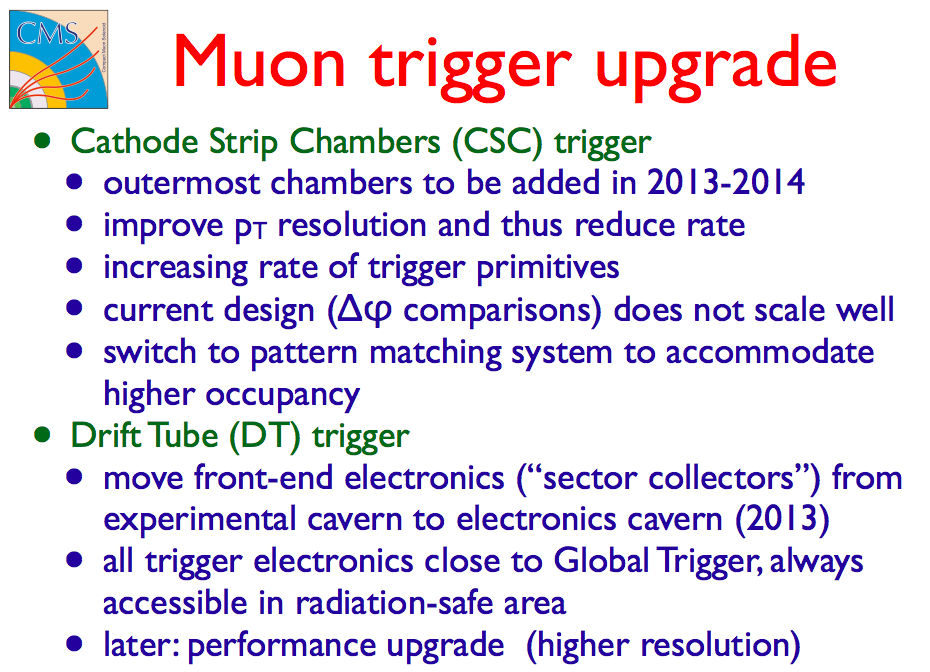 CMS
Compact Muon Solenoid
Muon trigger upgrade
• Cathode Strip Chambers (CSC) trigger
• outermost chambers to be added in 2013-2014
• improve pT resolution and thus reduce rate
• increasing rate of trigger primitives
• current design (Δφ comparisons) does not scale well
• switch to pattern matching system to accommodate
higher occupancy
• Drift Tube (DT) trigger
• move front-end electronics (“sector collectors”) from
experimental cavern to electronics cavern (2013)
• all trigger electronics close to Global Trigger, always
accessible in radiation-safe area
• later: performance upgrade  (higher resolution)